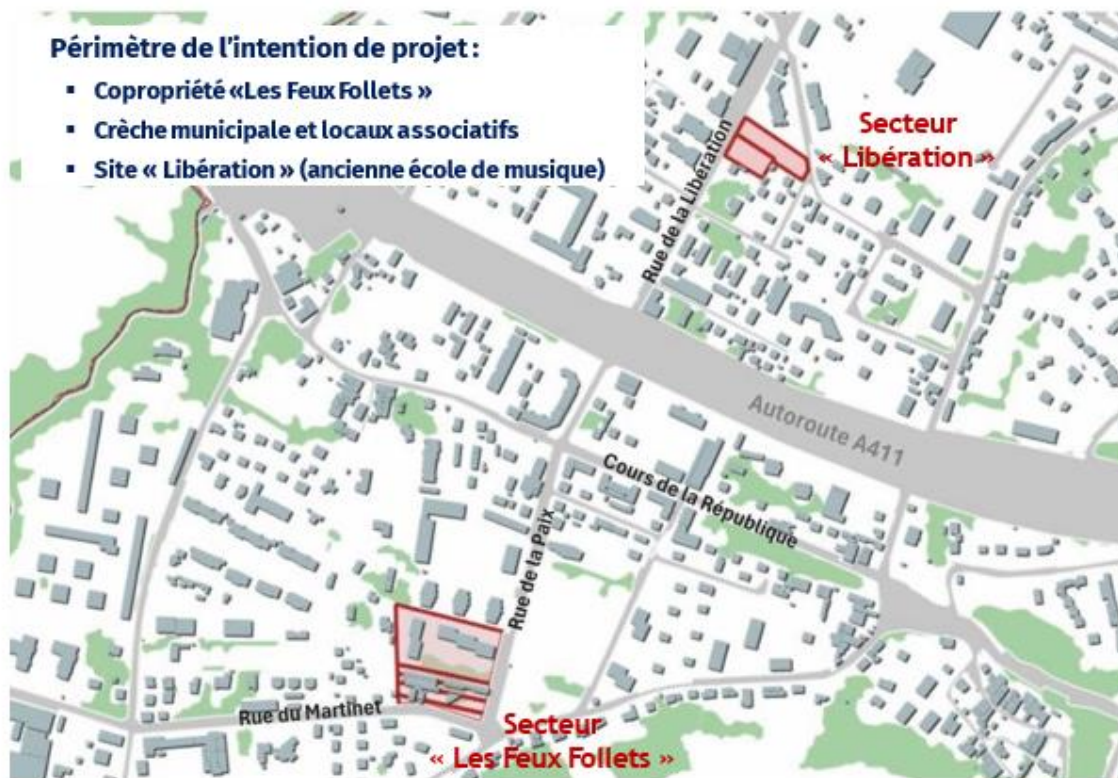 Périmètre de l'intention de projet :
▪ Copropriété «Les Feux Follets »
▪ Crèche municipale et locaux associatifs
▪ Site « Libération » (ancienne école de musique)
Secteur
« Libération »
Rue de la Libération
Autoroute A411
Cours de la République
Rue de la Paix
Rue du Martinet
Secteur
« Les Feux Follets »